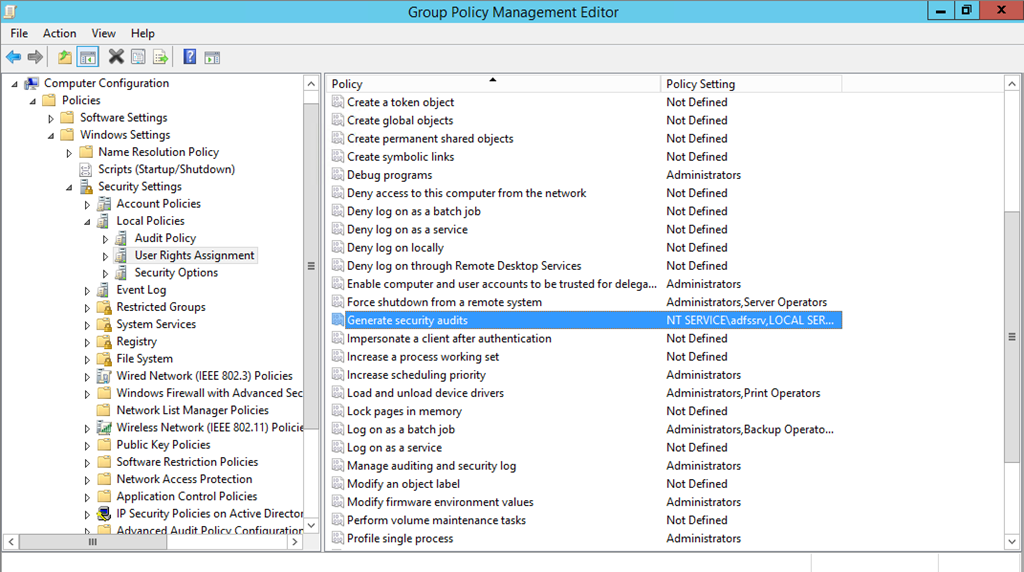 Group Policy Management Editor
File Action View Help
Computer Configuration
Policies
Software Settings
Windows Settings
Name Resolution Policy
Scripts (Startup/Shutdown)
Security Settings
Account Policies
Local Policies
Audit Policy
User Rights Assignment
Security Options
Event Log
Restricted Groups
System Services
Registry
File System
Wired Network (IEEE 802.3) Policies
Windows Firewall with Advanced Sec
Network List Manager Policies
Wireless Network (IEEE 802.11) Policie
Public Key Policies
Software Restriction Policies
Network Access Protection
Application Control Policies
IP Security Policies on Active Director
Advanced Audit Policy Configuration
Policy Policy Setting
Create a token object Not Defined
Create global objects Not Defined
Create permanent shared objects Not Defined
Create symbolic links Not Defined
Debug programs Administrators
Deny access to this computer from the network Not Defined
Deny log on as a batch job Not Defined
Deny log on as a service Not Defined
Deny log on locally Not Defined
Deny log on through Remote Desktop Services Not Defined
Enable computer and user accounts to be trusted for delega... Administrators
Force shutdown from a remote system Administrators,Server Operators
Generate security audits NT SERVICE\adfssrv,LOCAL SER...
Impersonate a client after authentication Not Defined
Increase a process working set Not Defined
Increase scheduling priority Administrators
Load and unload device drivers Administrators,Print Operators
Lock pages in memory Not Defined
Log on as a batch job Administrators,Backup Operato...
Log on as a service Not Defined
Manage auditing and security log Administrators
Modify an object label Not Defined
Modify firmware environment values Administrators
Perform volume maintenance tasks Not Defined
Profile single process Administrators